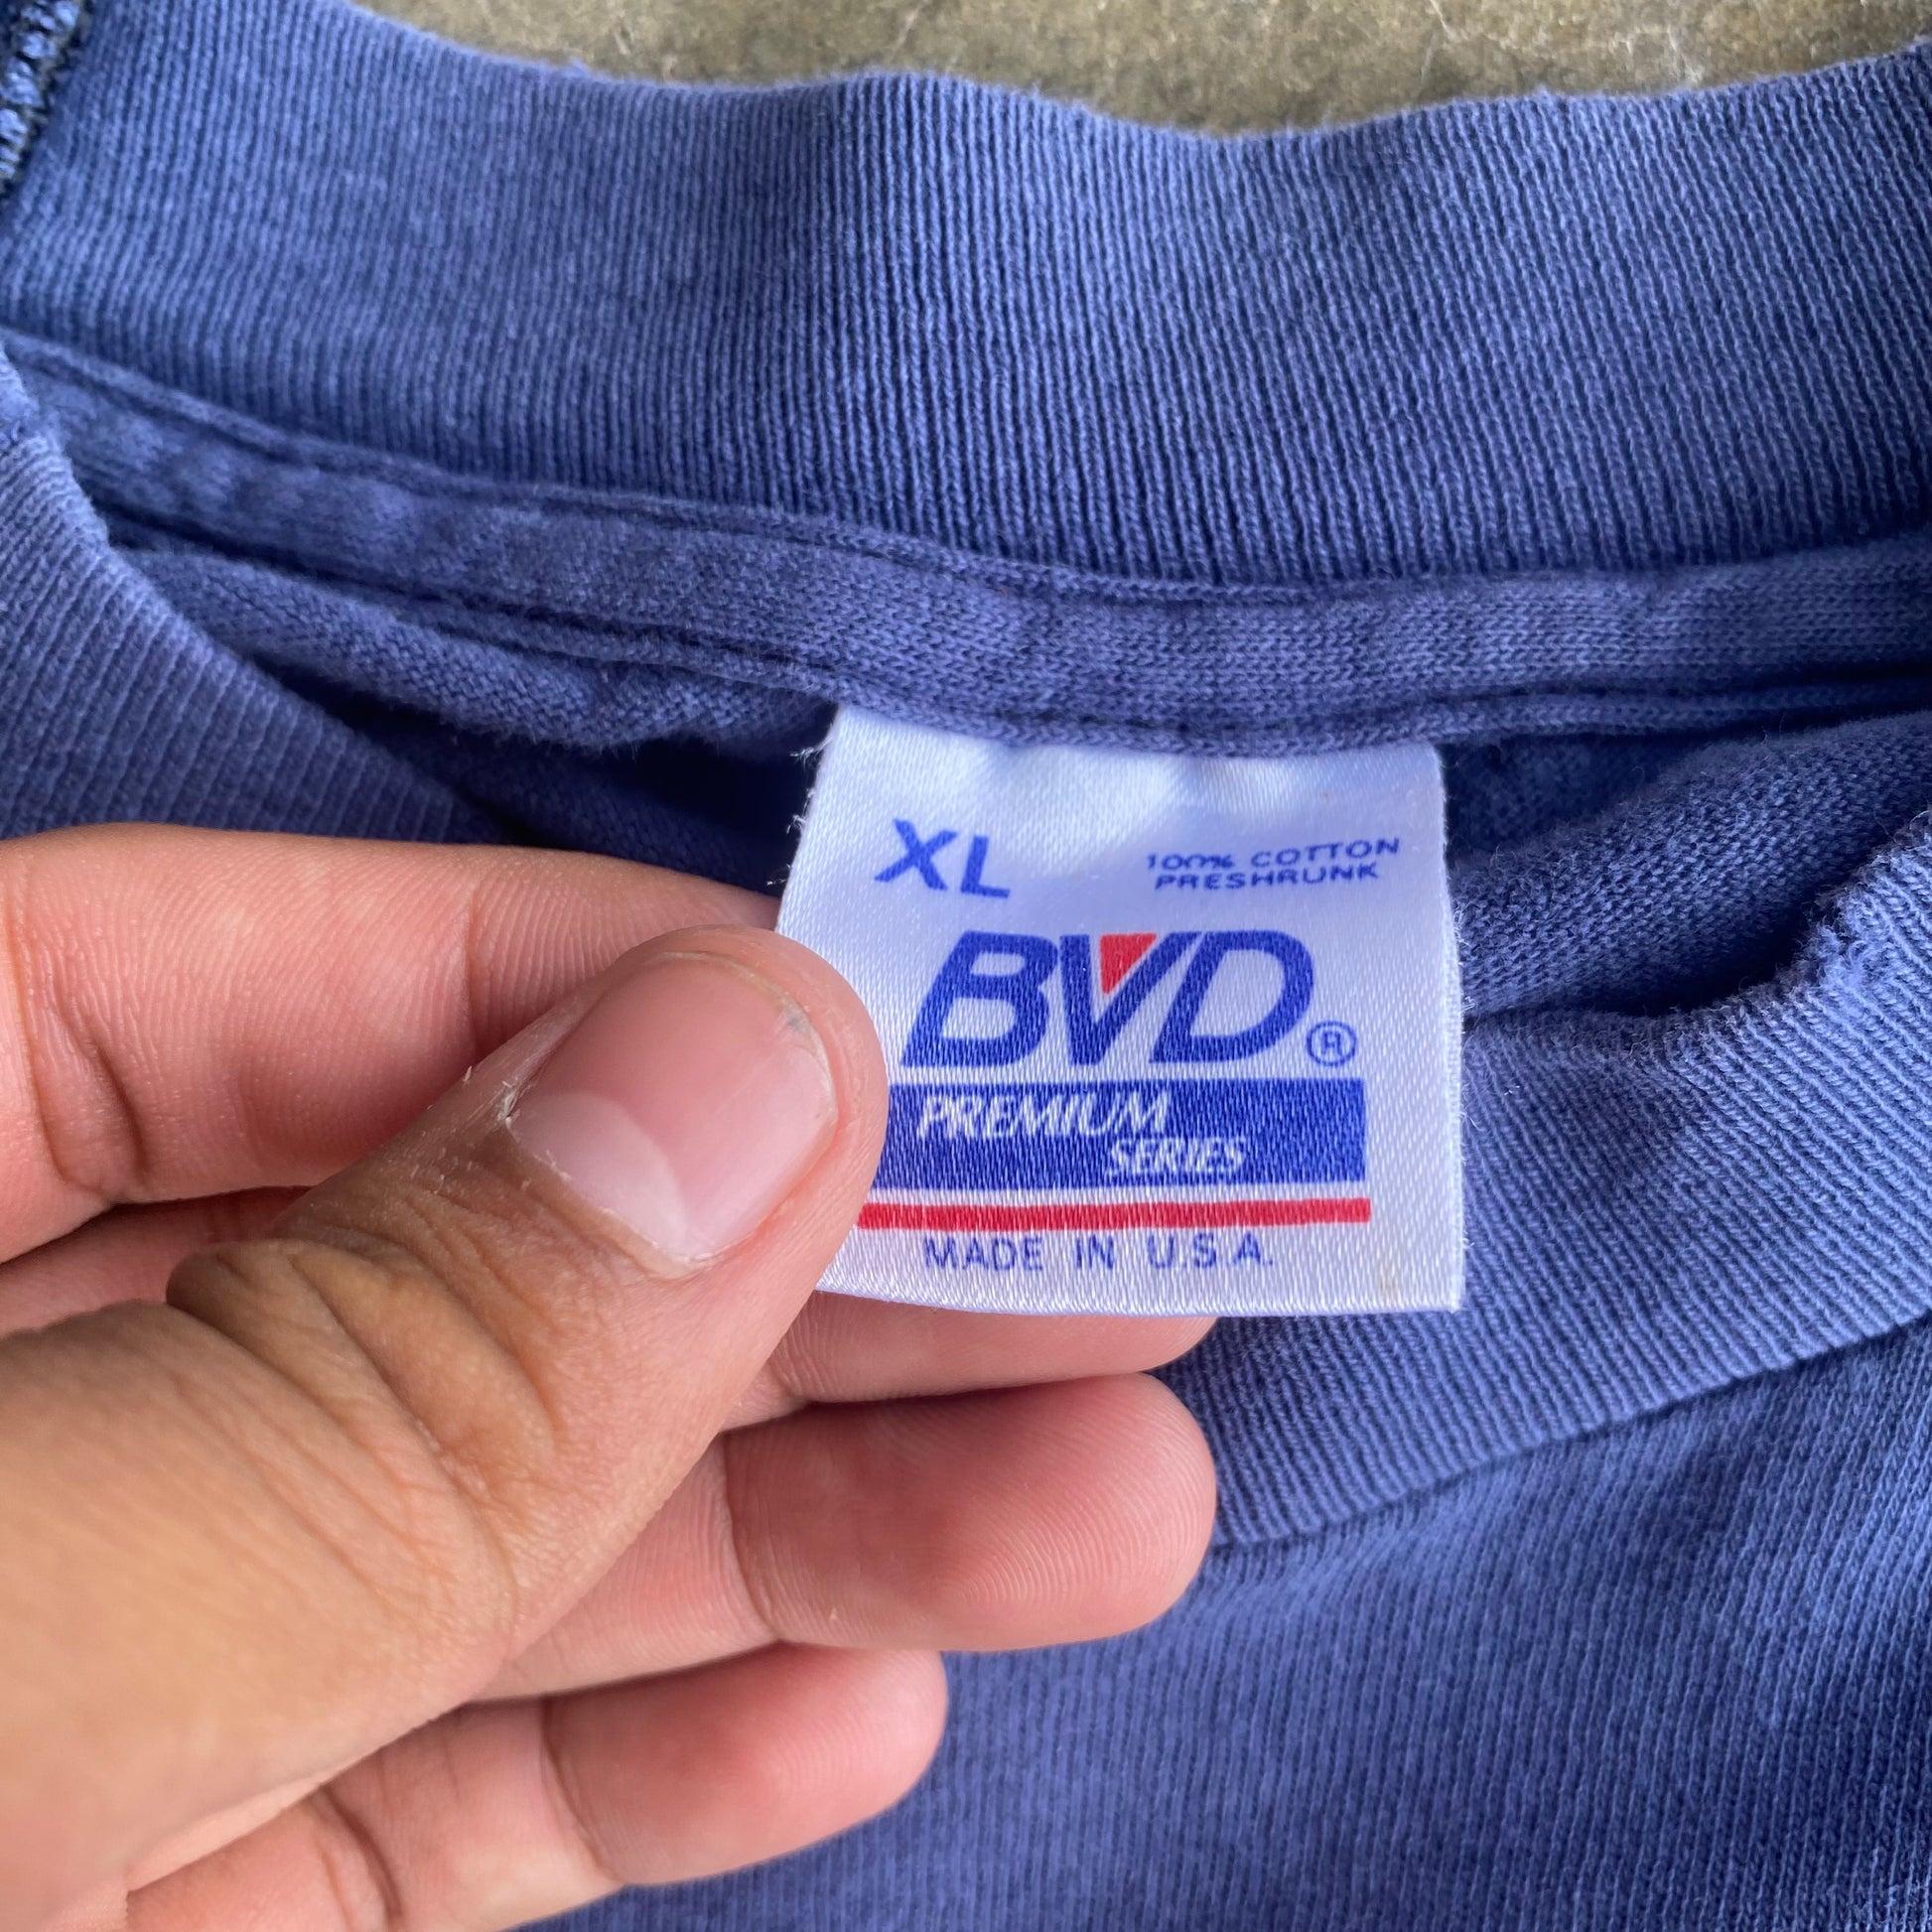 XL
100% COTTON
PRESHRUNK
BVD®
PREMIUM
SERIES
MADE IN U.S.A.